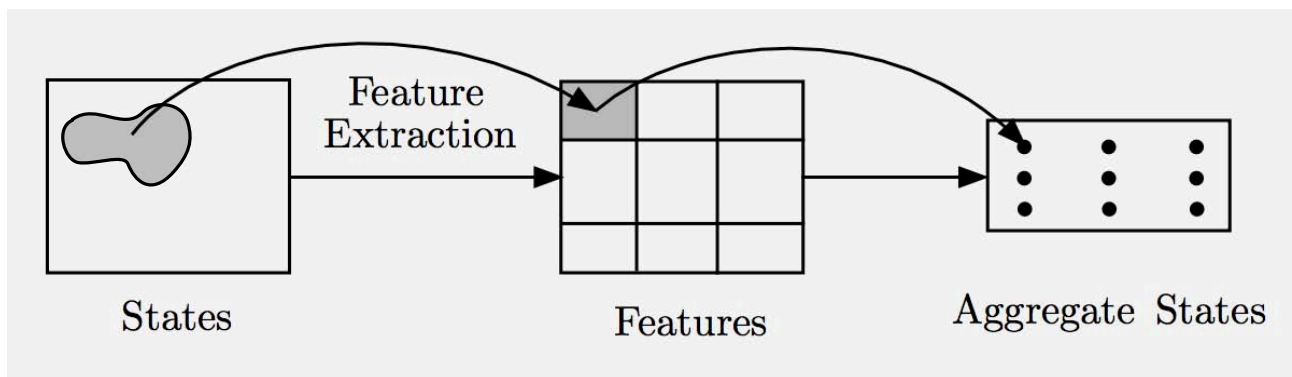 Feature
Extraction
States
Features
Aggregate States